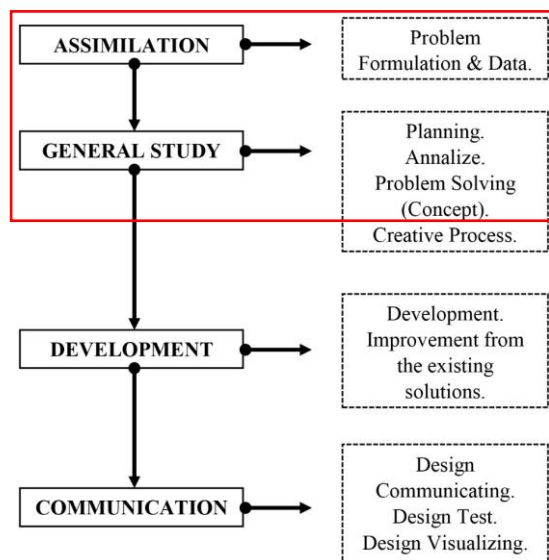 ASSIMILATION
Problem
Formulation & Data.
GENERAL STUDY
Planning.
Annalize.
Problem Solving
(Concept).
Creative Process.
DEVELOPMENT
Development.
Improvement from
the existing
solutions.
COMMUNICATION
Design
Communicating.
Design Test.
Design Visualizing.